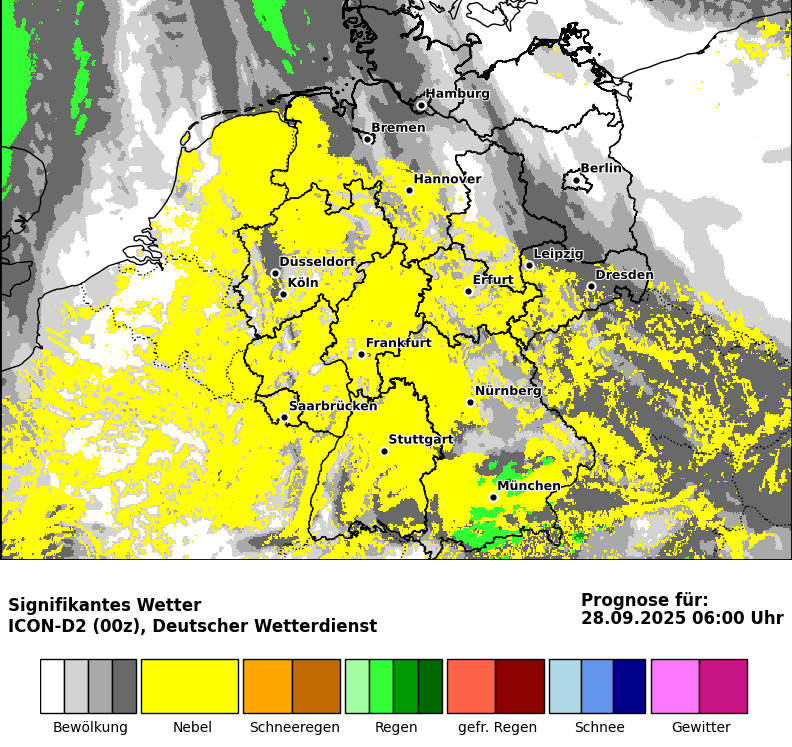 Hamburg
Bremen
Berlin
Hannover
Leipzig
Düsseldorf
Dresden
Köln
Erfurt
Frankfurt
Nürnberg
Saarbrücken
Stuttgart
München
Signifikantes Wetter
ICON-D2 (00z), Deutscher Wetterdienst
Prognose für:
28.09.2025 06:00 Uhr
Bewölkung Nebel Schneeregen Regen gefr. Regen Schnee Gewitter